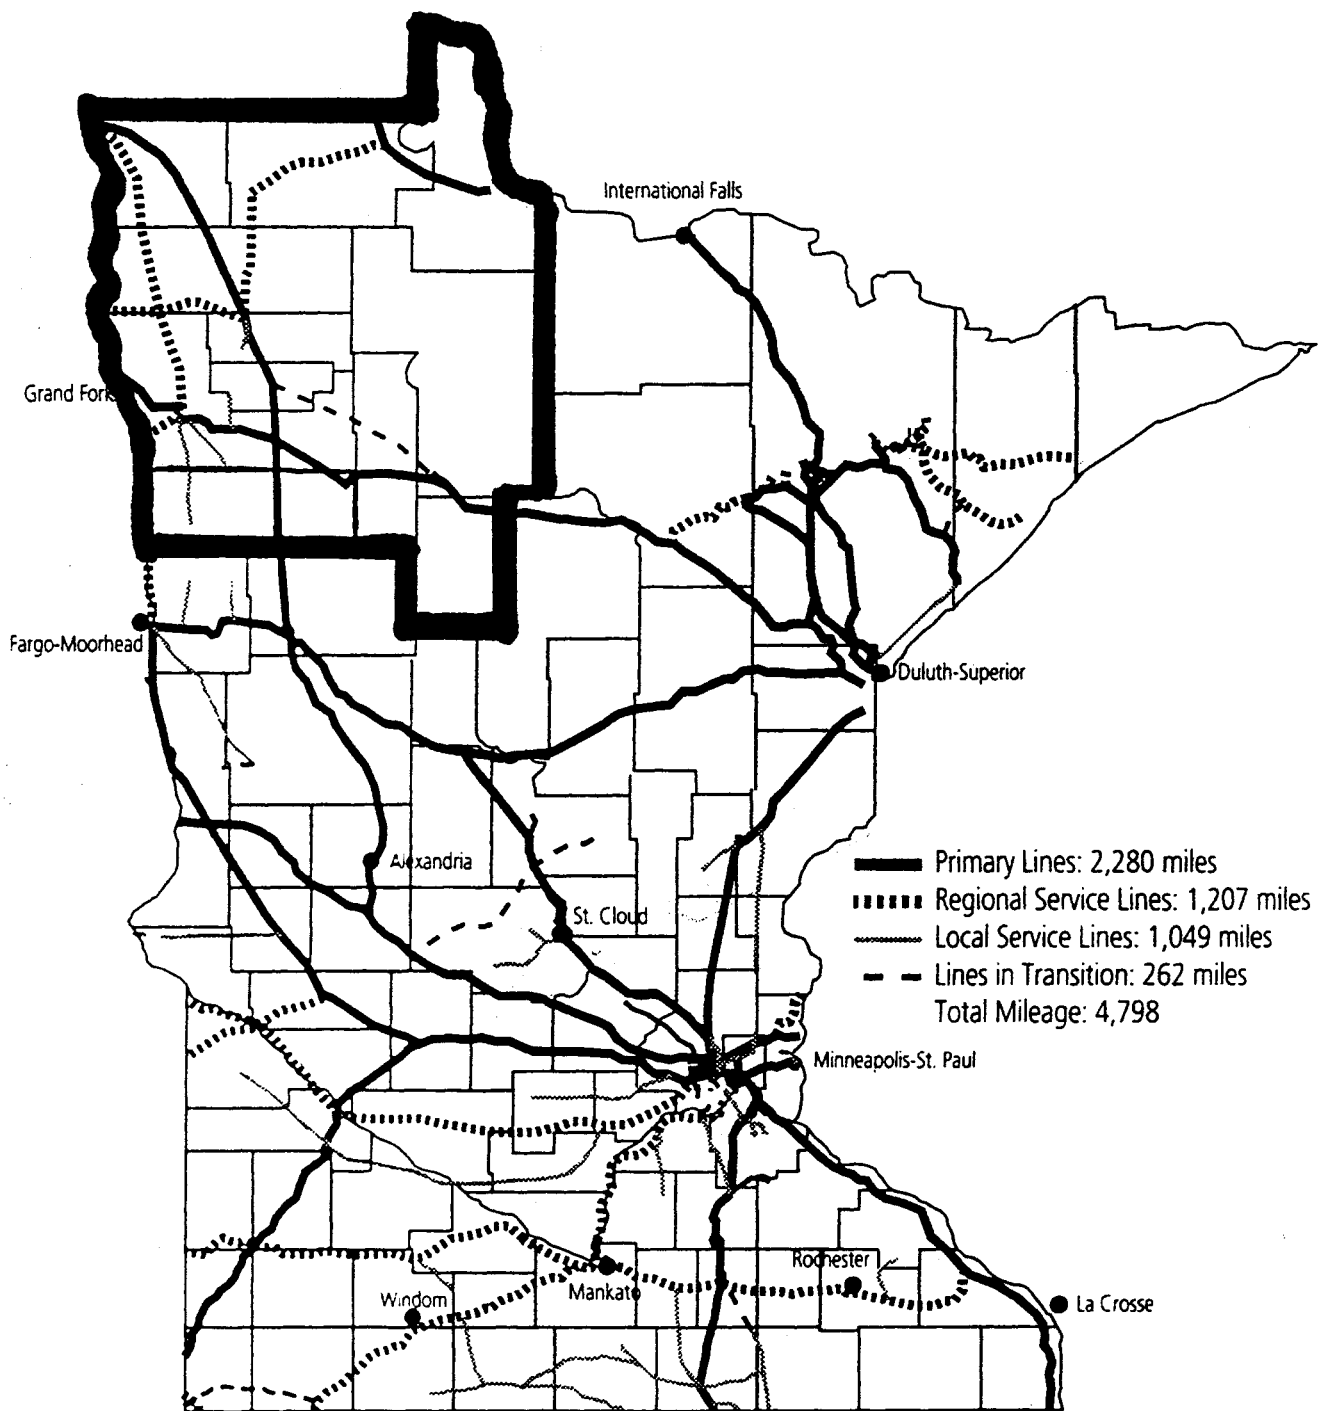 International Falls
Grand Forks
Fargo-Moorhead
Duluth-Superior
Alexandria
Primary Lines: 2,280 miles
Regional Service Lines: 1,207 miles
St. Cloud
Local Service Lines: 1,049 miles
Lines in Transition: 262 miles
Total Mileage: 4,798
Minneapolis-St. Paul
Rochester
Mankato
Windom
La Crosse